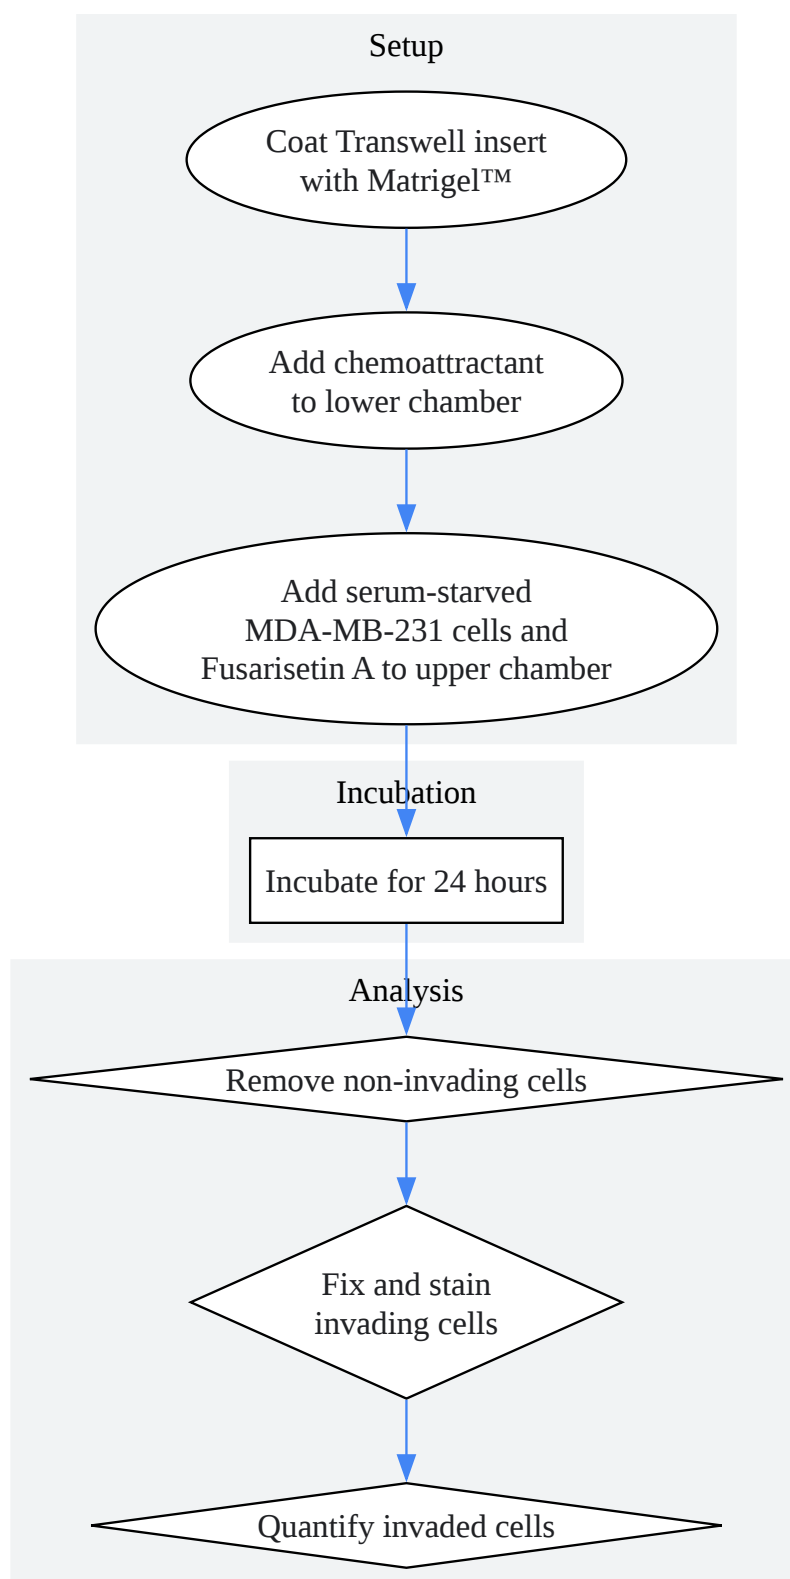 Setup
Coat Transwell insert
with Matrigel™
Add chemoattractant
to lower chamber
Add serum-starved
MDA-MB-231 cells and
Fusarisetin A to upper chamber
Incubation
Incubate for 24 hours
Analysis
Remove non-invading cells
Fix and stain
invading cells
Quantify invaded cells